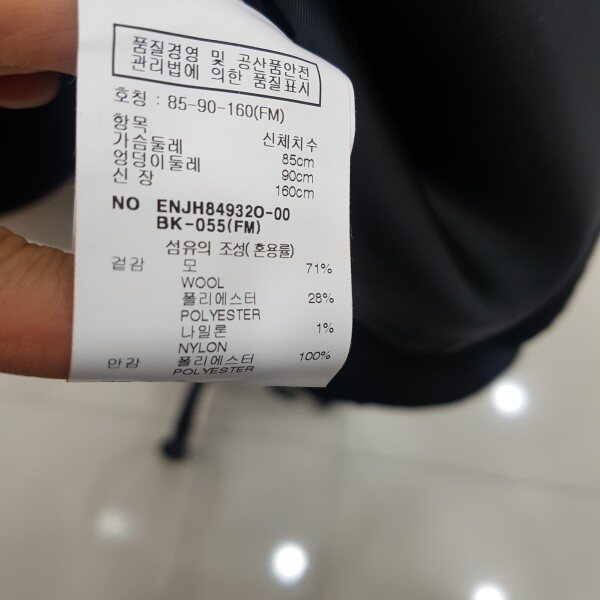 품질경영 및 공산품안전
관리법에 의한 품질표시
호칭 : 85-90-160(FM)
항목 신체치수
가슴둘레 85cm
엉덩이둘레 90cm
신 장 160cm
NO ENJH84932O-00
BK-055(FM)
섬유의 조성(혼용률)
겉감 모 71%
WOOL
폴리에스터 28%
POLYESTER
나일론 1%
NYLON
안감 폴리에스터 100%
POLYESTER